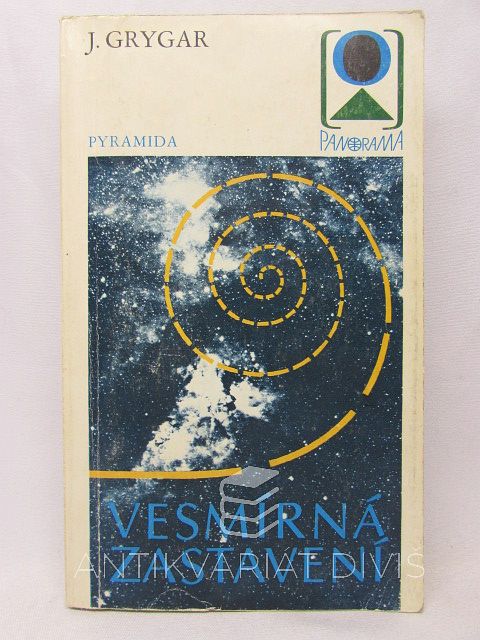 J. GRYGAR
PANORAMA
PYRAMIDA
VESMÍRNÁ
ZASTAVENÍ
ANTIKVARIÁT DIVIŠ